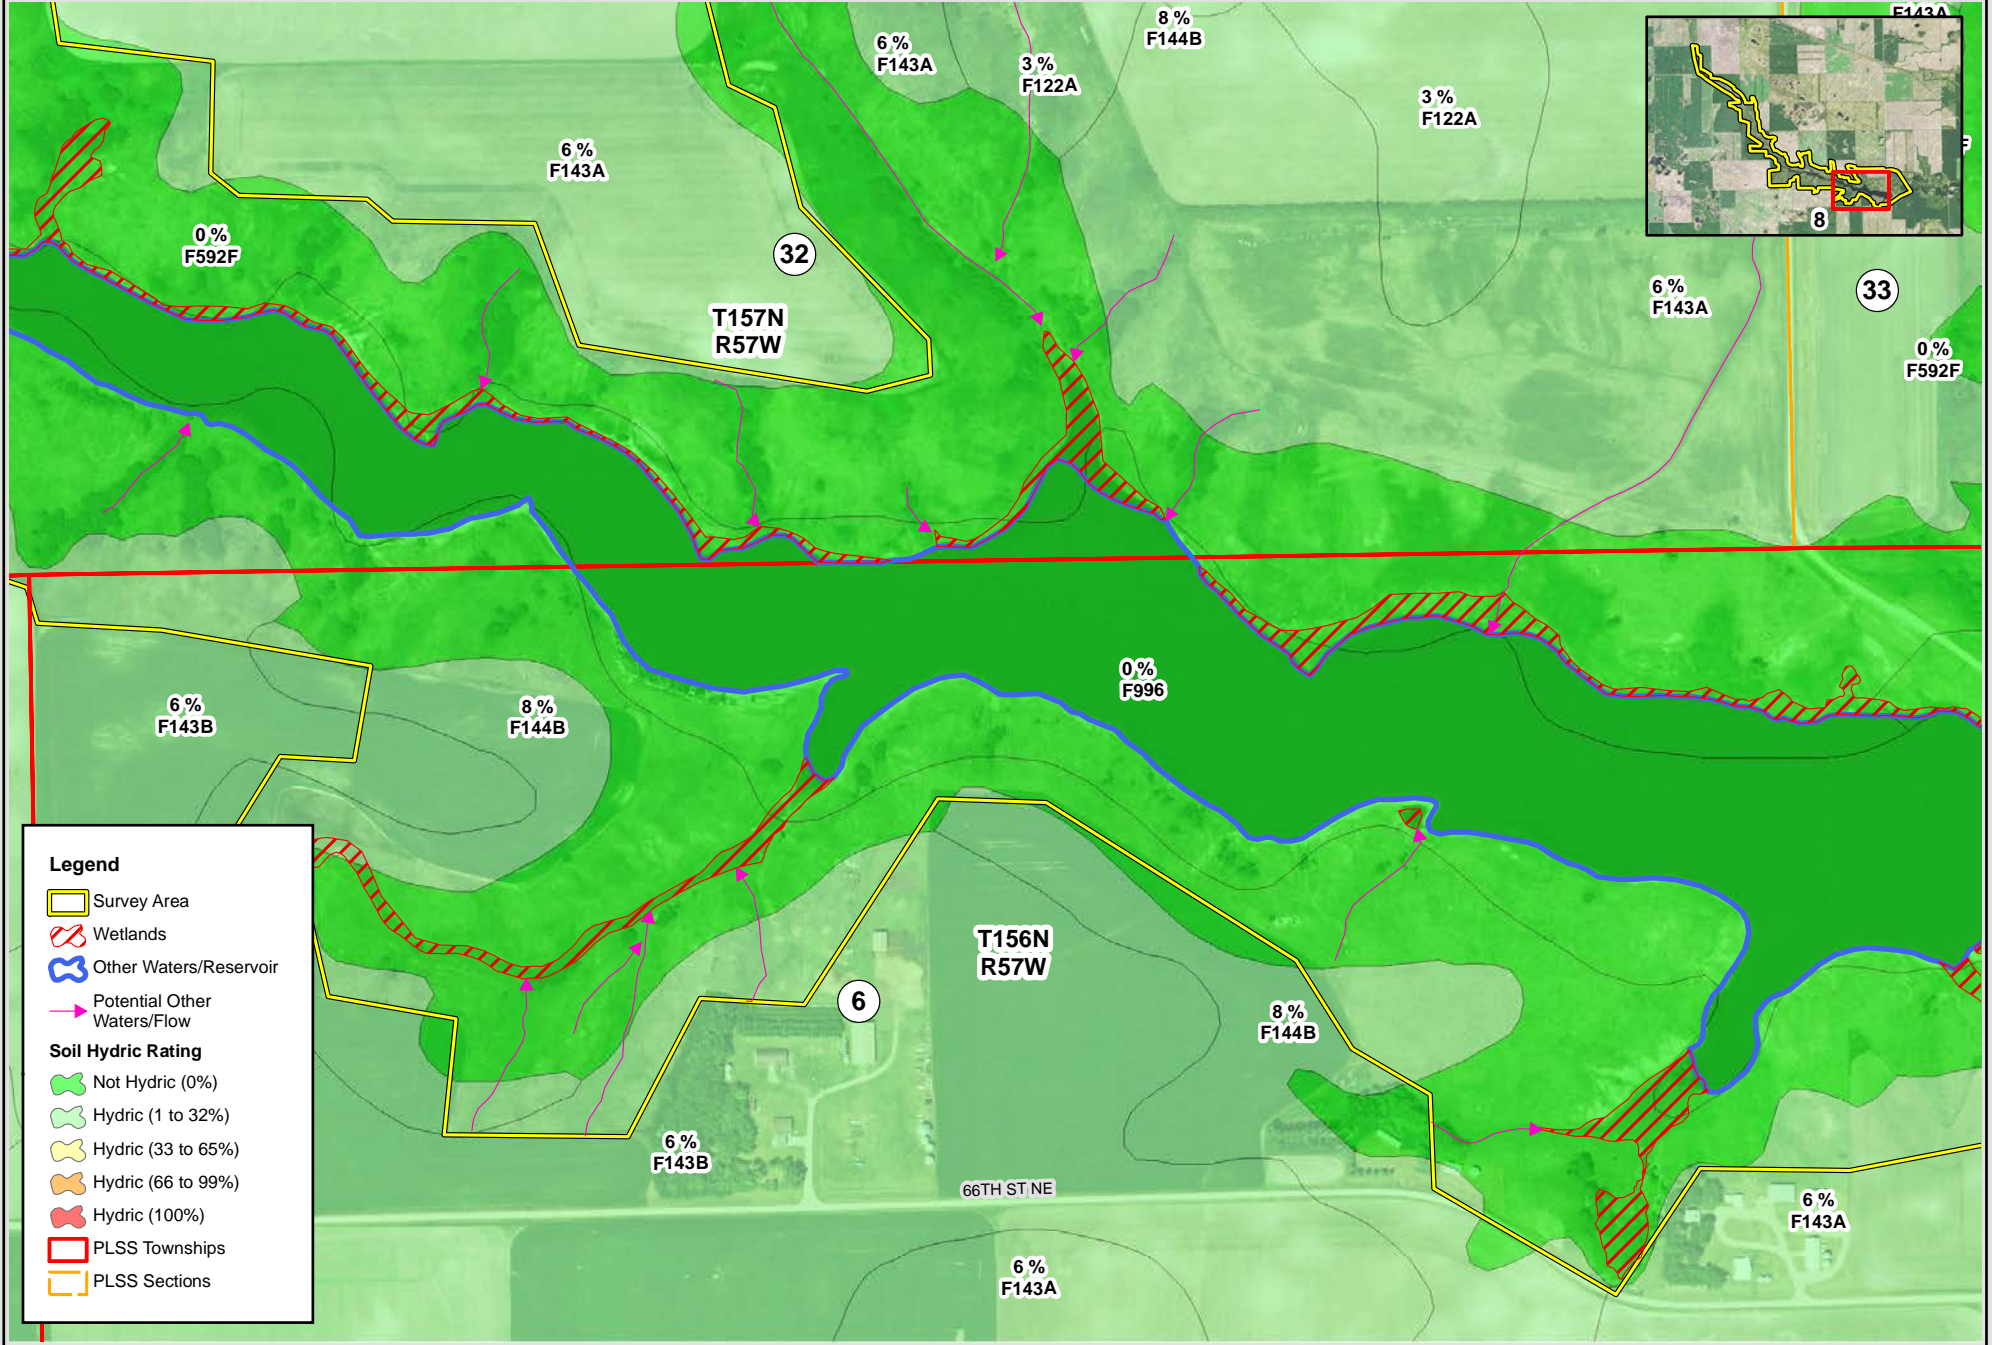 8 %
F144B
F143A
6 %
F143A
3 %
F122A
3 %
F122A
6 %
F143A
F
8
0 %
F592F
32
T157N
R57W
6 %
F143A
33
0 %
F592F
0 %
F996
6 %
F143B
8 %
F144B
T156N
R57W
6
8 %
F144B
6 %
F143B
66TH ST NE
6 %
F143A
6 %
F143A
Legend
Survey Area
Wetlands
Other Waters/Reservoir
Potential Other
Waters/Flow
Soil Hydric Rating
Not Hydric (0%)
Hydric (1 to 32%)
Hydric (33 to 65%)
Hydric (66 to 99%)
Hydric (100%)
PLSS Townships
PLSS Sections